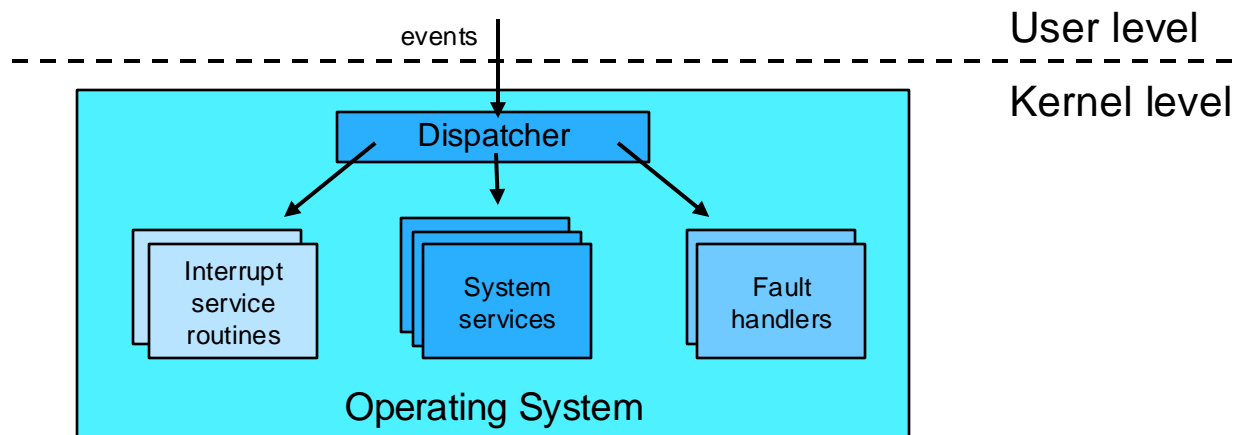 User level
events
Kernel level
Dispatcher
Interrupt
service
routines
System
services
Fault
handlers
Operating System